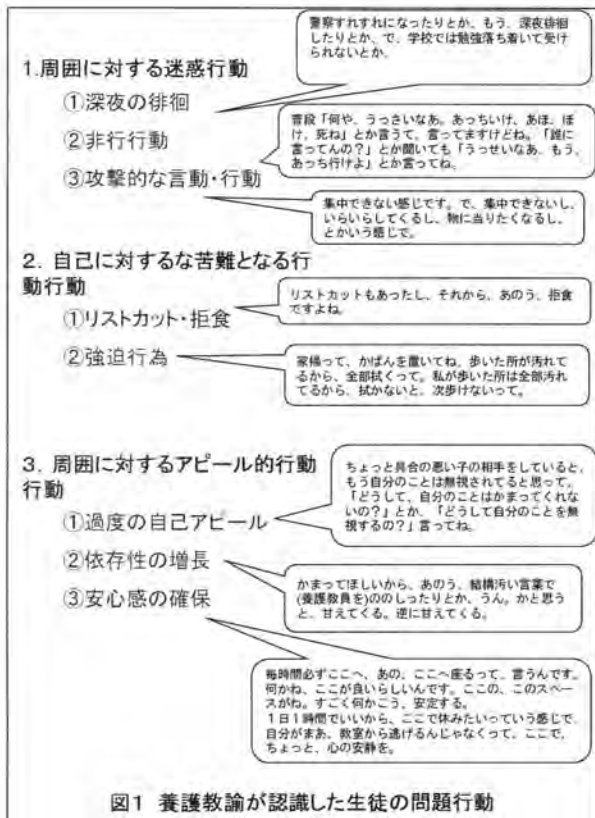 警察すれすれになったりとか、もう、深夜徘徊
したりとか、で、学校では勉強落ち着いて受け
られないとか、
1.周囲に対する迷惑行動
①深夜の徘徊
②非行行動
普段「何や、うっさいなあ。あっちいけ、あほ、ぼ
け、死ね」とか言うて、言ってますけどね。「誰に
言ってんの？」とか聞いても「うっせいなあ、もう、
あっち行けよ」とか言ってね。
③攻撃的な言動・行動
集中できない感じです。で、集中できないし、
いらいらしてくるし、物に当りたくなるし、
とかいう感じで。
2．自己に対するな苦難となる行
動行動
①リストカット・拒食
リストカットもあったし、それから、あのう、拒食
ですよね。
②強迫行為
家帰って、かばんを置いてね、歩いた所が汚れて
るから、全部拭くって。私が歩いた所は全部汚れ
てるから、拭かないと、次歩けないって。
3．周囲に対するアピール的行動
行動
①過度の自己アピール
ちょっと具合の悪い子の相手をしていると、
もう自分のことは無視されてると思って、
「どうして、自分のことはかまってくれな
いの？」とか、「どうして自分のことを無
視するの？」言ってね。
②依存性の増長
かまってほしいから、あのう、結構汚い言葉で
(養護教員を)ののしったりとか、うん。かと思う
と、甘えてくる。逆に甘えてくる。
③安心感の確保
毎時間必ずここへ、あの、ここへ座るって、言うんです。
何かね、ここが良いらしいんです。ここの、このスペー
スがね。すごく何かこう、安定する。
１日１時間でいいから、ここで休みたいっていう感じで、
自分がまあ、教室から逃げるんじゃなくって、ここで、
ちょっと、心の安静を。
図1 養護教諭が認識した生徒の問題行動